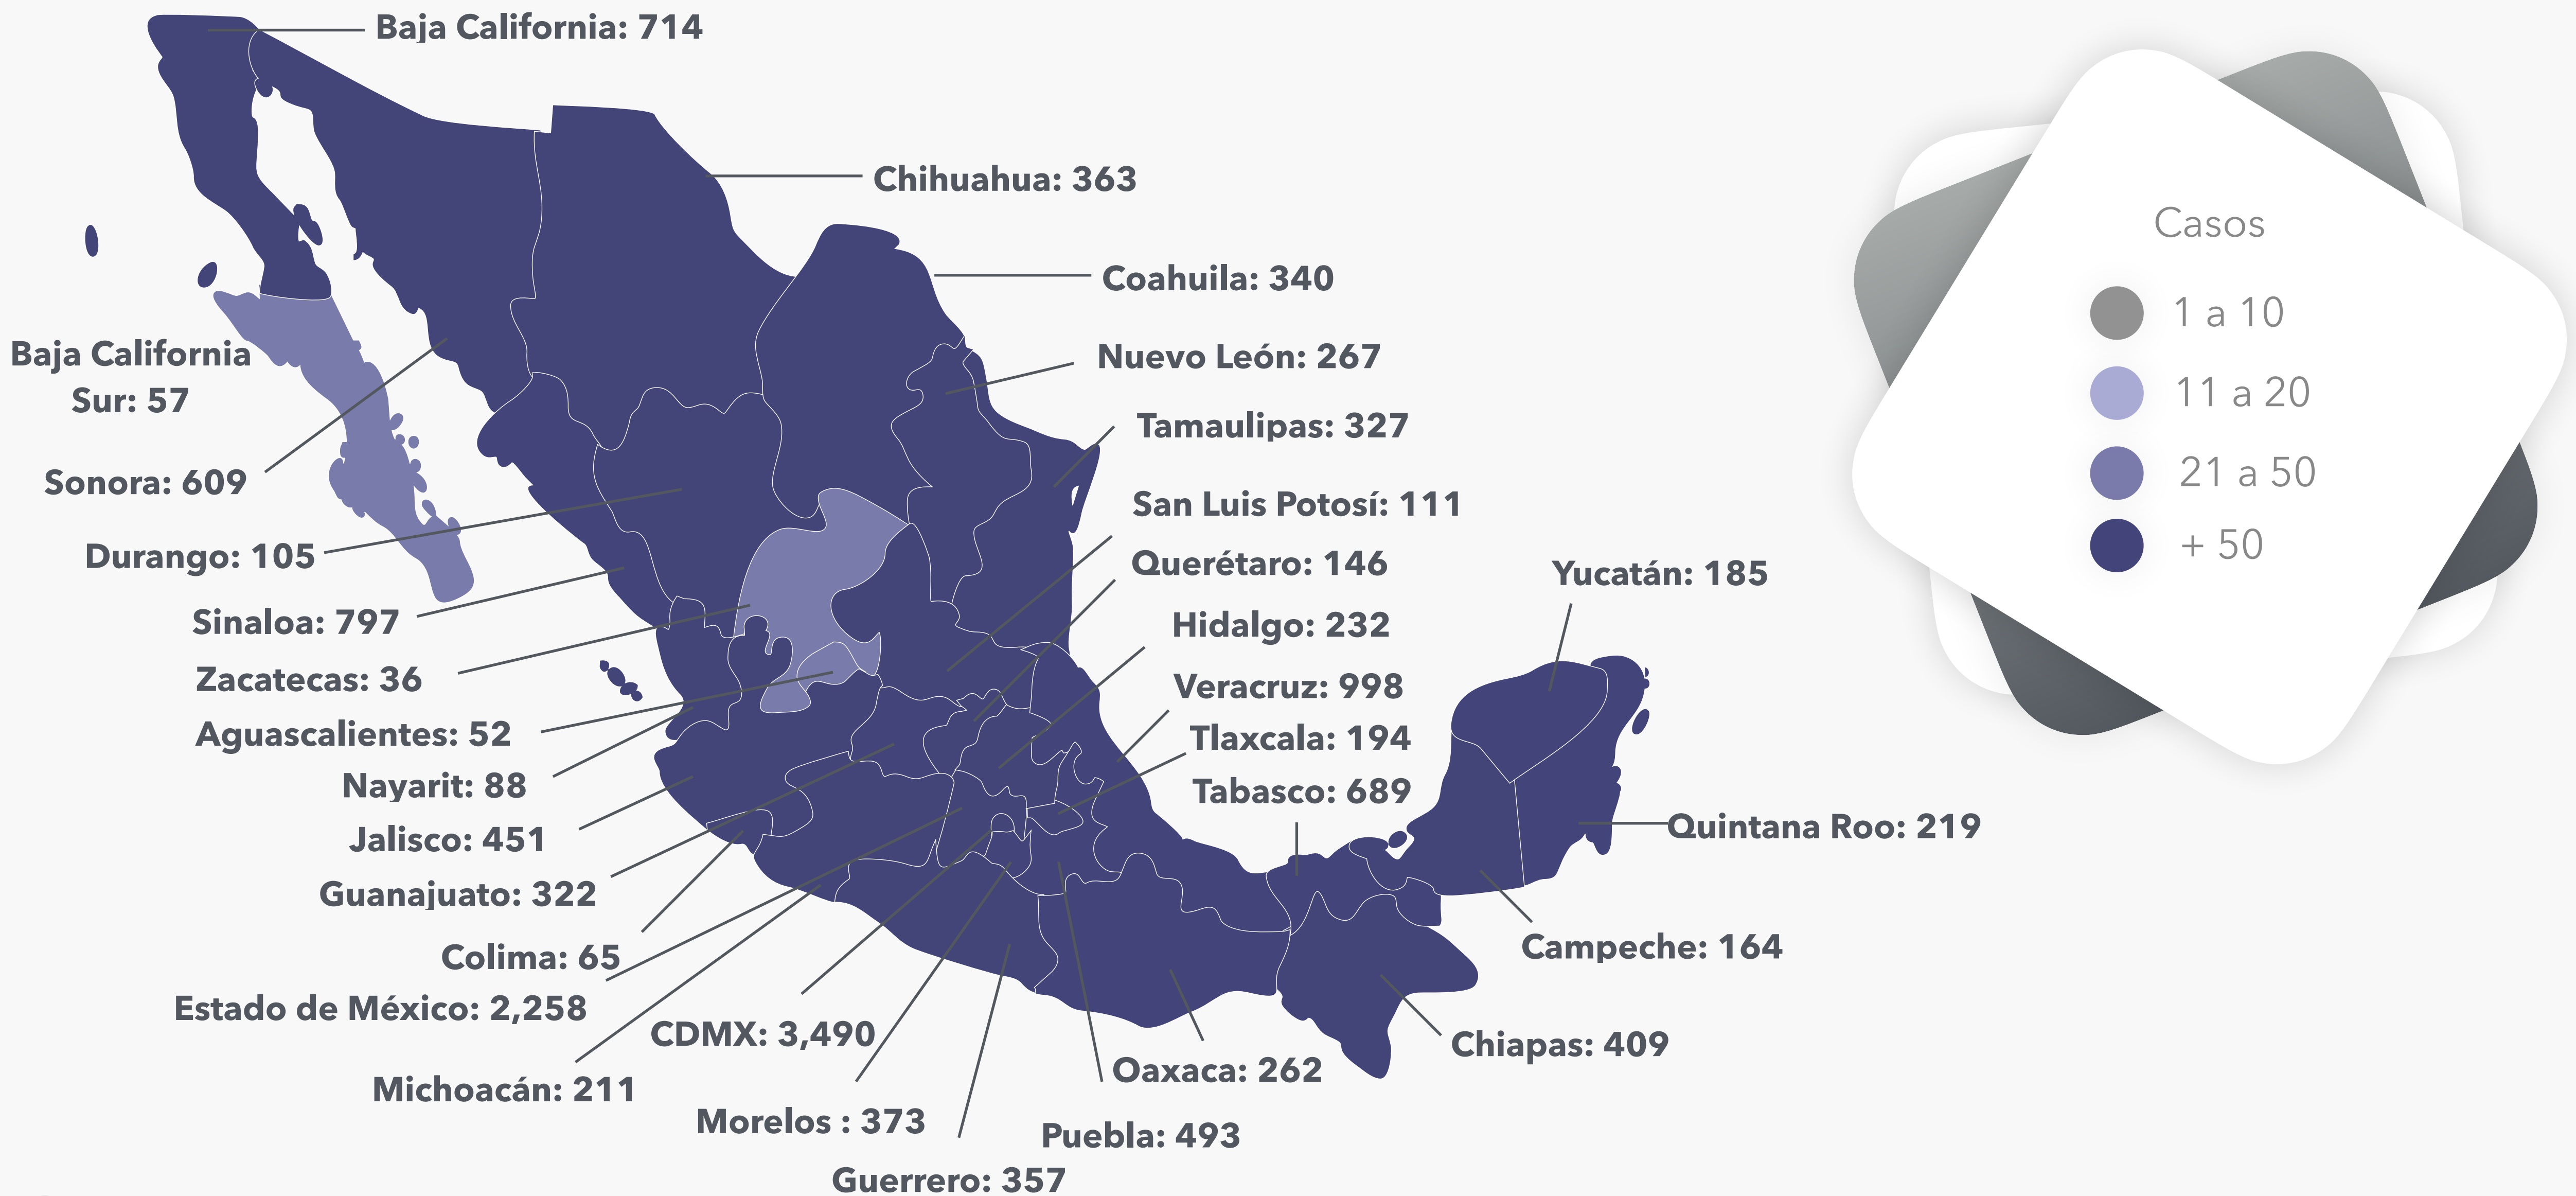 Baja California: 714
Chihuahua: 363
Coahuila: 340
Nuevo León: 267
Tamaulipas: 327
San Luis Potosí: 111
Querétaro: 146
Hidalgo: 232
Veracruz: 998
Tlaxcala: 194
Tabasco: 689
Yucatán: 185
Quintana Roo: 219
Campeche: 164
Chiapas: 409
Oaxaca: 262
Puebla: 493
Guerrero: 357
Morelos : 373
CDMX: 3,490
Michoacán: 211
Estado de México: 2,258
Colima: 65
Guanajuato: 322
Jalisco: 451
Nayarit: 88
Aguascalientes: 52
Zacatecas: 36
Sinaloa: 797
Durango: 105
Sonora: 609
Baja California
Sur: 57
Casos
1 a 10
11 a 20
21 a 50
+ 50